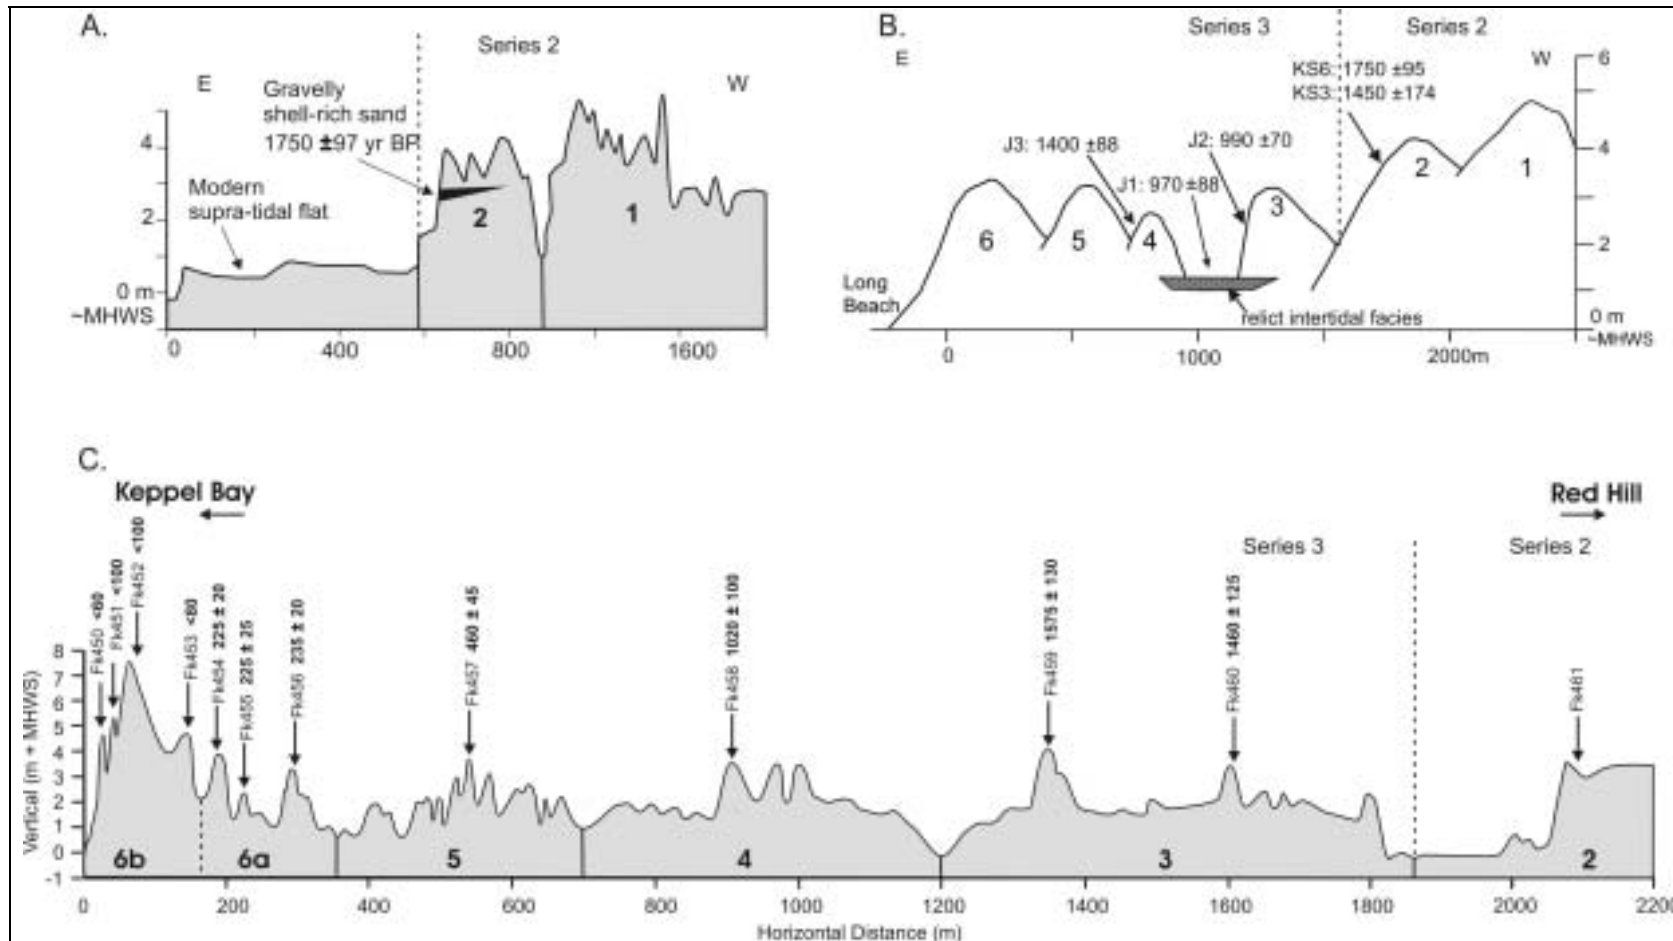 A.
Series 2
E
W
Gravelly
shell-rich sand
1750 ±97 yr BP
Modern
supra-tidal flat
4
2
0 m
~MHWS
2
1
0
400
800
1600
B.
Series 3
Series 2
E
W
KS6: 1750 ±95
KS3: 1450 ±174
J3: 1400 ±88
J2: 990 ±70
J1: 970 ±88
6
5
4
3
2
1
Long
Beach
relict intertidal facies
6
4
2
0 m
~MHWS
0
1000
2000m
C.
Keppel Bay
Red Hill
Series 3
Series 2
Fk450 <60
Fk451 <100
Fk452 <100
Fk453 <80
Fk454 225 ± 20
Fk455 225 ± 25
Fk456 235 ± 20
Fk457 460 ± 45
Fk458 1020 ± 100
Fk459 1575 ± 130
Fk460 1460 ± 125
Fk461
Vertical (m + MHWS)
8
7
6
5
4
3
2
1
0
-1
6b
6a
5
4
3
2
0
200
400
600
800
1000
1200
1400
1600
1800
2000
2200
Horizontal Distance (m)